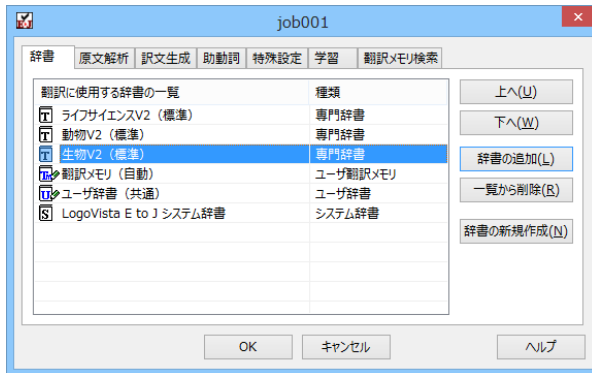 job001
辞書 原文解析 訳文生成 助動詞 特殊設定 学習 翻訳メモリ検索
翻訳に使用する辞書の一覧 種類
T ライフサイエンスV2（標準） 専門辞書
T 動物V2（標準） 専門辞書
T 生物V2（標準） 専門辞書
Tm 翻訳メモリ（自動） ユーザ翻訳メモリ
U ユーザ辞書（共通） ユーザ辞書
S LogoVista E to J システム辞書 システム辞書
上へ(U)
下へ(W)
辞書の追加(L)
一覧から削除(R)
辞書の新規作成(N)
OK キャンセル ヘルプ